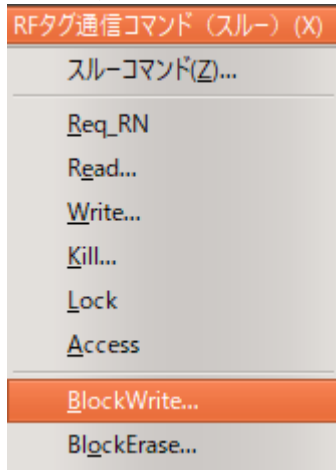 RFタグ通信コマンド（スルー）(X)
スルーコマンド(Z)...
Req_RN
Read...
Write...
Kill...
Lock
Access
BlockWrite...
BlockErase...